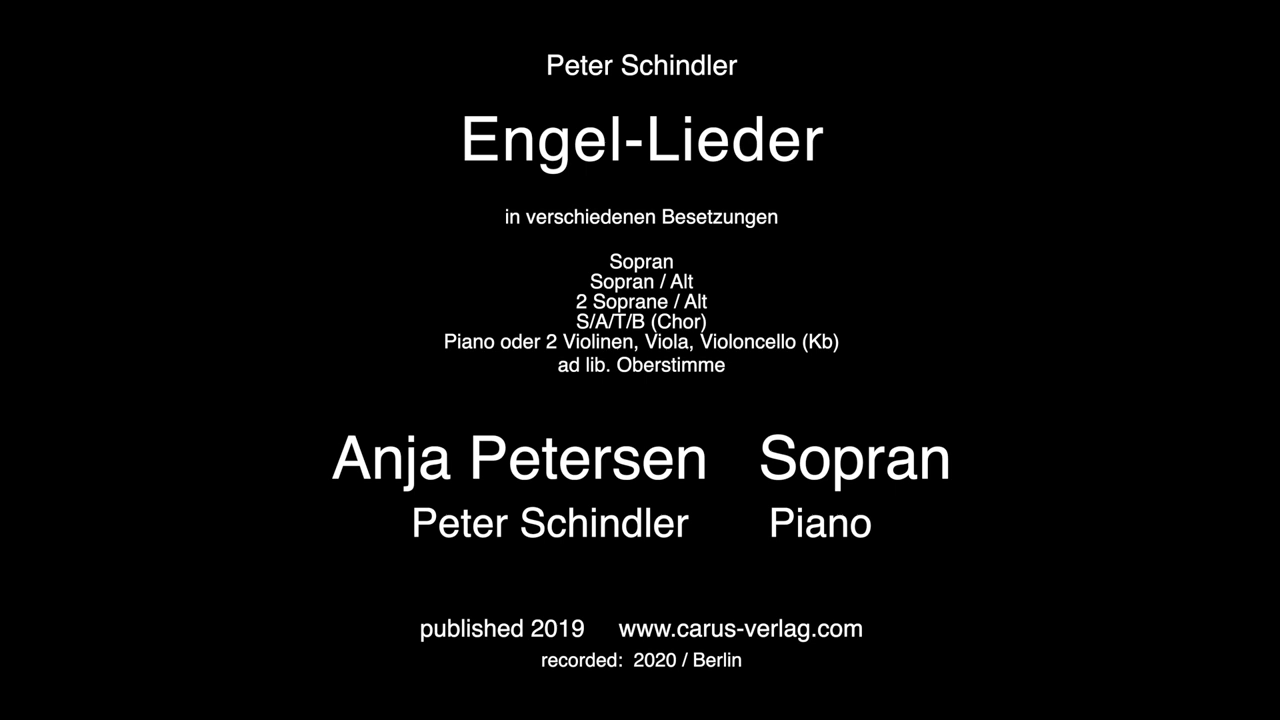 Peter Schindler
Engel-Lieder
in verschiedenen Besetzungen
Sopran
Sopran / Alt
2 Soprane / Alt
S/A/T/B (Chor)
Piano oder 2 Violinen, Viola, Violoncello (Kb)
ad lib. Oberstimme
Anja Petersen Sopran
Peter Schindler Piano
published 2019 www.carus-verlag.com
recorded: 2020 / Berlin